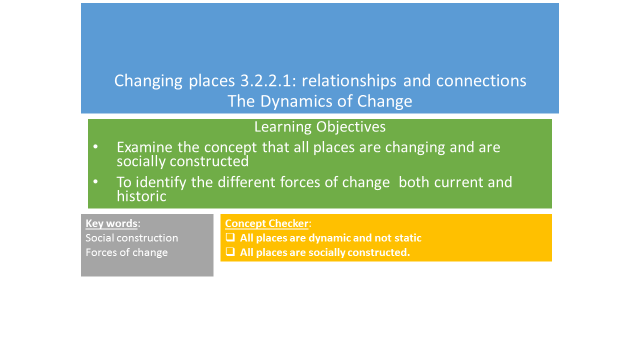 Changing places 3.2.2.1: relationships and connections
The Dynamics of Change
Learning Objectives
• Examine the concept that all places are changing and are
socially constructed
• To identify the different forces of change both current and
historic
Key words:
Social construction
Forces of change
Concept Checker:
❑ All places are dynamic and not static
❑ All places are socially constructed.